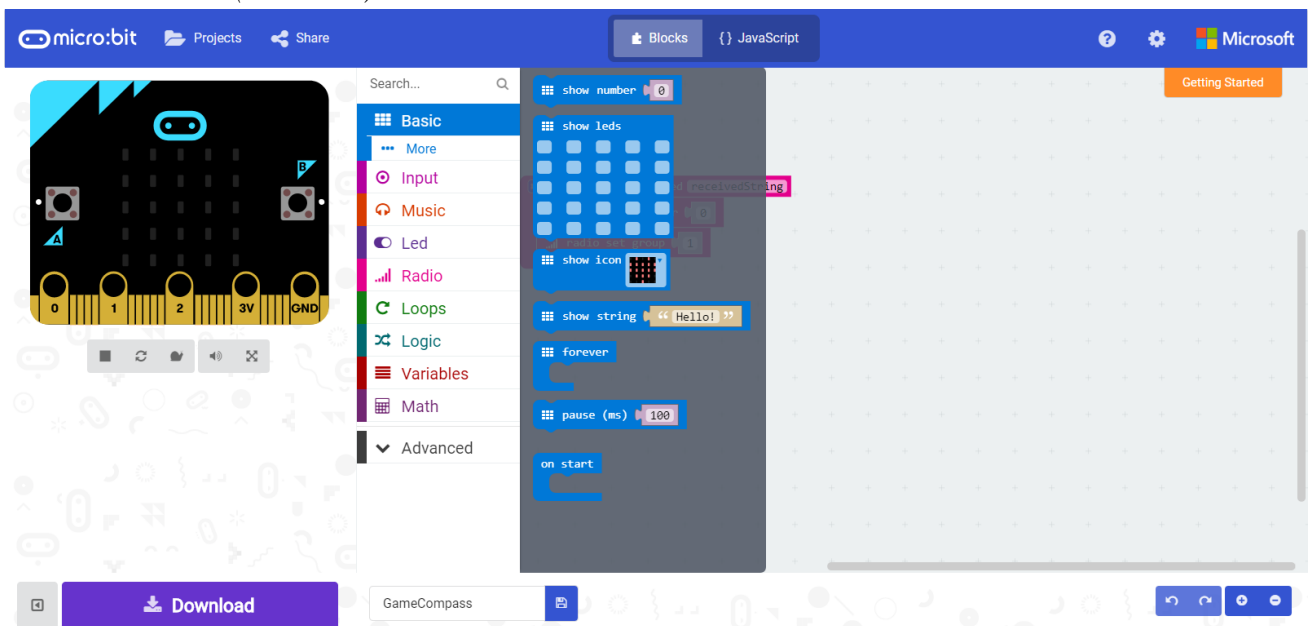 micro:bit Projects Share Blocks {} JavaScript ? Microsoft
Getting Started
A
B
0 1 2 3V GND
Search...
Basic
More
Input
Music
Led
Radio
Loops
Logic
Variables
Math
Advanced
show number 0
show leds
receivedString
0
radio set group 1
show icon
show string “ Hello! ”
forever
pause (ms) 100
on start
Download
GameCompass